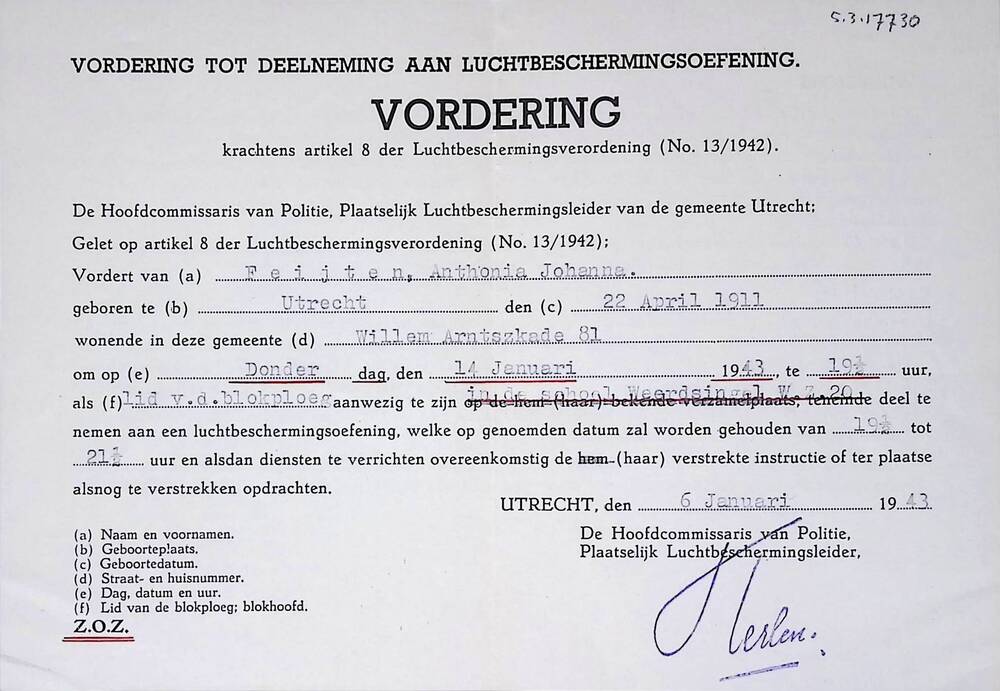 5.3.17730
VORDERING TOT DEELNEMING AAN LUCHTBESCHERMINGSOEFENING.
VORDERING
krachtens artikel 8 der Luchtbeschermingsverordening (No. 13/1942).
De Hoofdcommissaris van Politie, Plaatselijk Luchtbeschermingsleider van de gemeente Utrecht;
Gelet op artikel 8 der Luchtbeschermingsverordening (No. 13/1942);
Vordert van (a) F e i j t e n, Anthonia Johanna.
geboren te (b) Utrecht den (c) 22 April 1911
wonende in deze gemeente (d) Willem Arntszkade 81
om op (e) Donder dag, den 14 Januari 1943, te 19½ uur,
als (f) lid v.d.blokploeg aanwezig te zijn in de school Weerdsingel W.z.20 op de hem (haar) bekende verzamelplaats; teneinde deel te
nemen aan een luchtbeschermingsoefening, welke op genoemden datum zal worden gehouden van 19½ tot
21½ uur en alsdan diensten te verrichten overeenkomstig de hem (haar) verstrekte instructie of ter plaatse
alsnog te verstrekken opdrachten.
UTRECHT, den 6 Januari 1943.
De Hoofdcommissaris van Politie,
Plaatselijk Luchtbeschermingsleider,
(a) Naam en voornamen.
(b) Geboorteplaats.
(c) Geboortedatum.
(d) Straat- en huisnummer.
(e) Dag, datum en uur.
(f) Lid van de blokploeg; blokhoofd.
Z.O.Z.